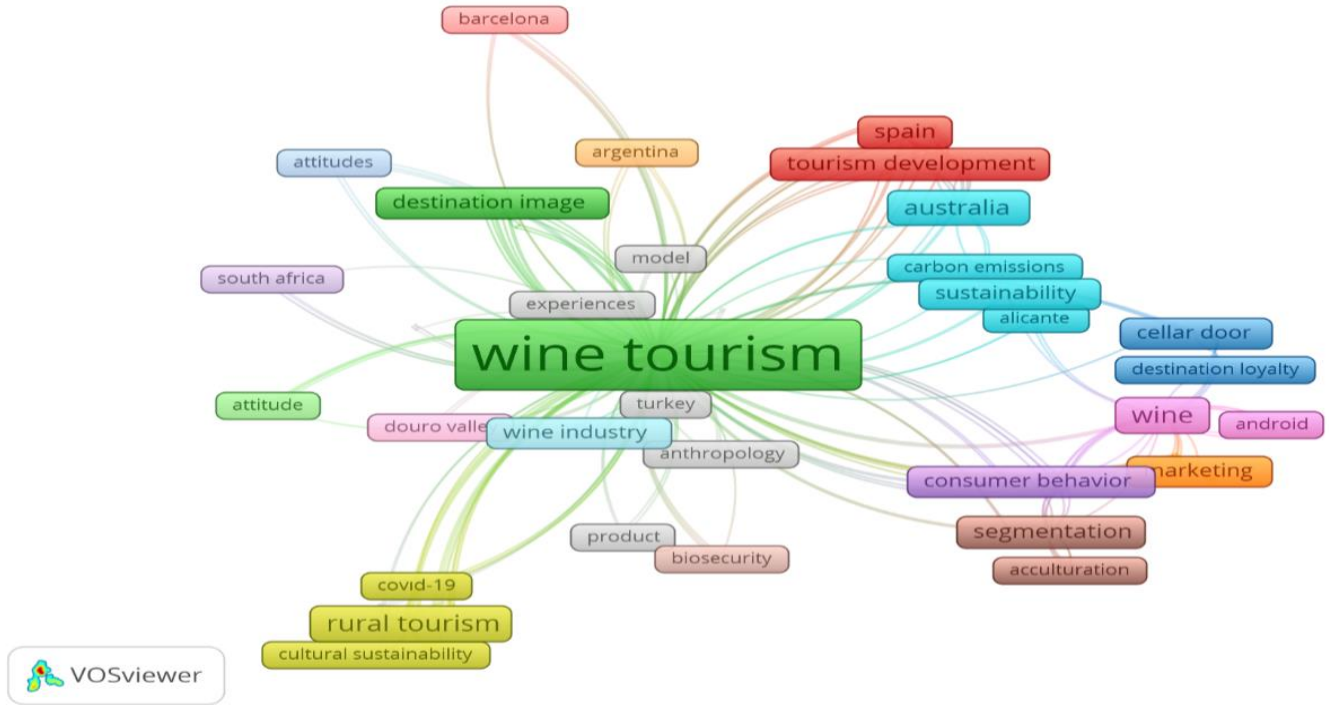 barcelona
spain
argentina
attitudes
tourism development
destination image
australia
model
carbon emissions
south africa
sustainability
experiences
alicante
cellar door
wine tourism
destination loyalty
attitude
turkey
wine
android
douro valle
wine industry
anthropology
marketing
consumer behavior
segmentation
product
biosecurity
acculturation
covid-19
rural tourism
cultural sustainability
VOSviewer